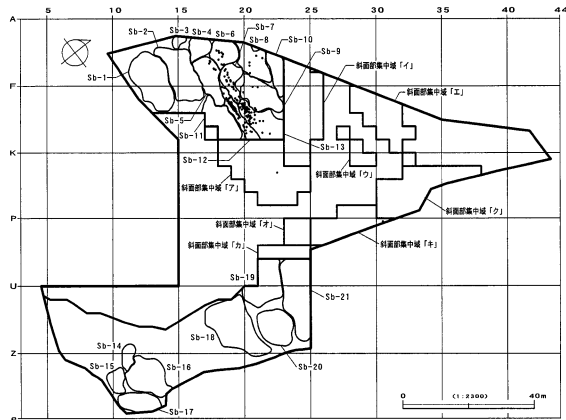 5 10 15 20 25 30 35 40 44
A
F
K
P
U
Z
Sb-1
Sb-2
Sb-3
Sb-4
Sb-6
Sb-7
Sb-8
Sb-10
Sb-9
Sb-5
Sb-11
Sb-12
Sb-13
斜面部集中域「イ」
斜面部集中域「エ」
斜面部集中域「ア」
斜面部集中域「ウ」
斜面部集中域「オ」
斜面部集中域「ク」
斜面部集中域「カ」
斜面部集中域「キ」
Sb-19
Sb-21
Sb-18
Sb-20
Sb-14
Sb-15
Sb-16
Sb-17
0 (1:2300) 40m